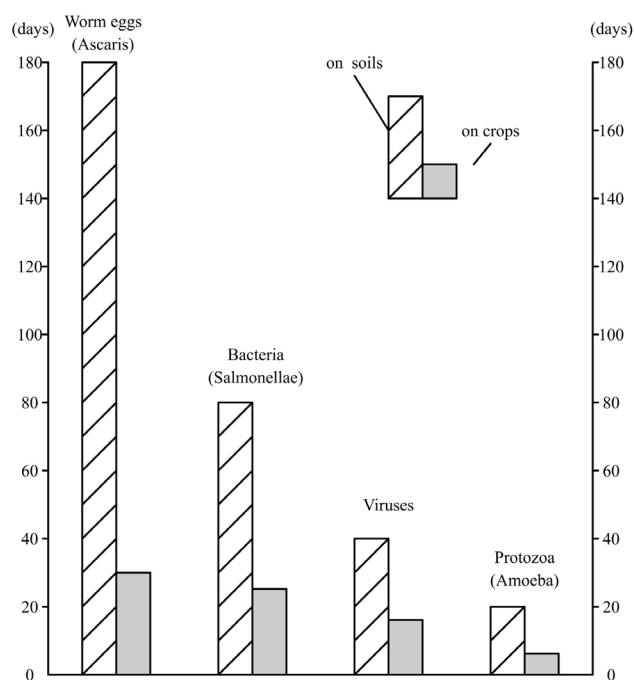 (days)
Worm eggs
(Ascaris)
(days)
180
180
on soils
160
on crops
160
140
140
120
120
100
100
Bacteria
(Salmonellae)
80
80
60
60
Viruses
40
40
Protozoa
(Amoeba)
20
20
0
0